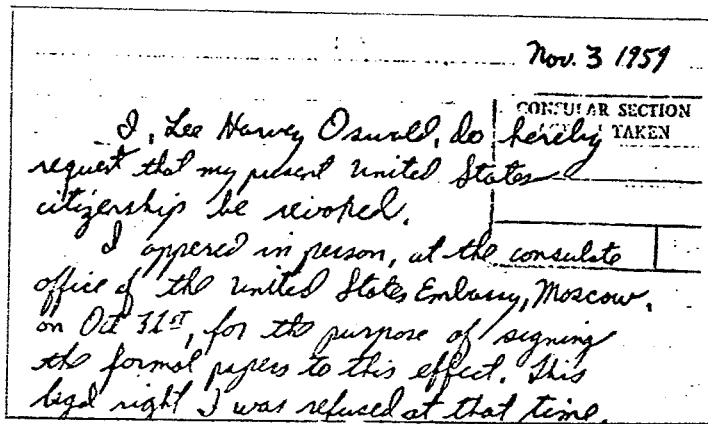 Nov. 3 1959
CONSULAR SECTION
TAKEN
I, Lee Harvey Oswald, do hereby
request that my present United States
citizenship be revoked.
I appered in person, at the consulate
office of the United States Embassy, Moscow,
on Oct 31st, for the purpose of signing
the formal papers to this effect. This
legal right I was refused at that time.